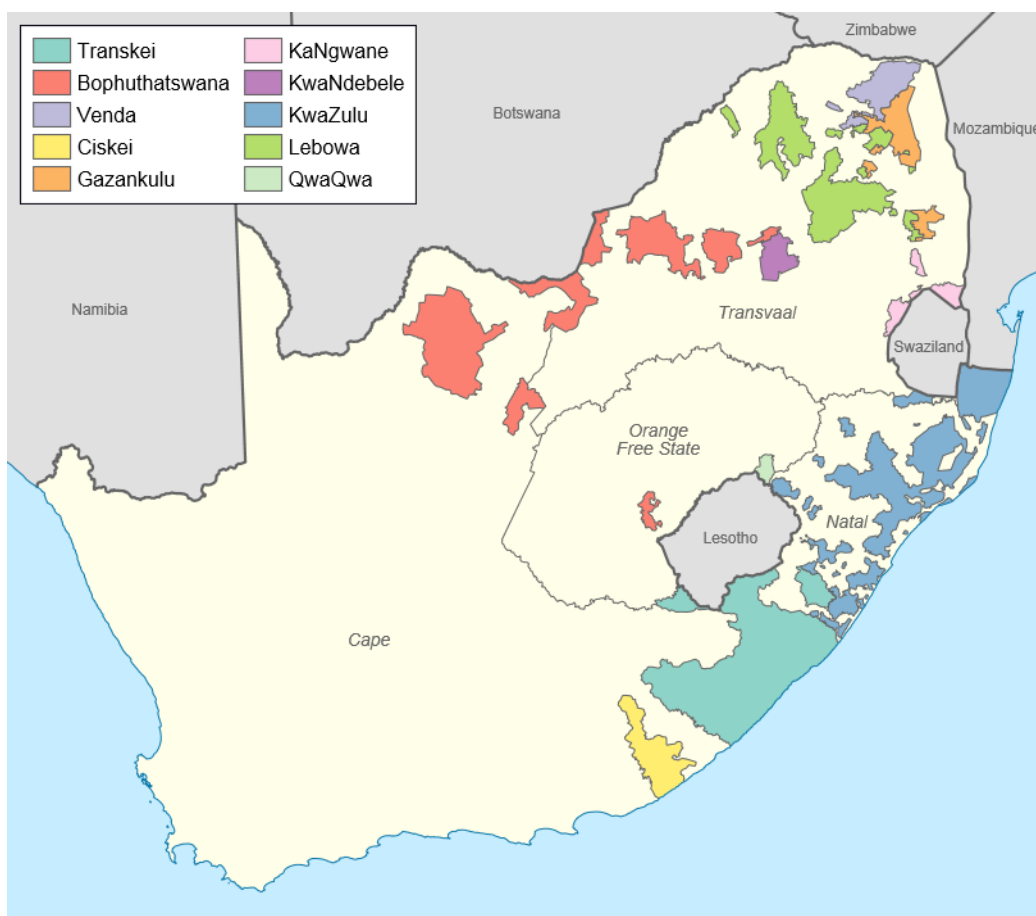 Transkei
Bophuthatswana
Venda
Ciskei
Gazankulu
KaNgwane
KwaNdebele
KwaZulu
Lebowa
QwaQwa
Zimbabwe
Botswana
Mozambique
Namibia
Transvaal
Swaziland
Orange
Free State
Natal
Lesotho
Cape